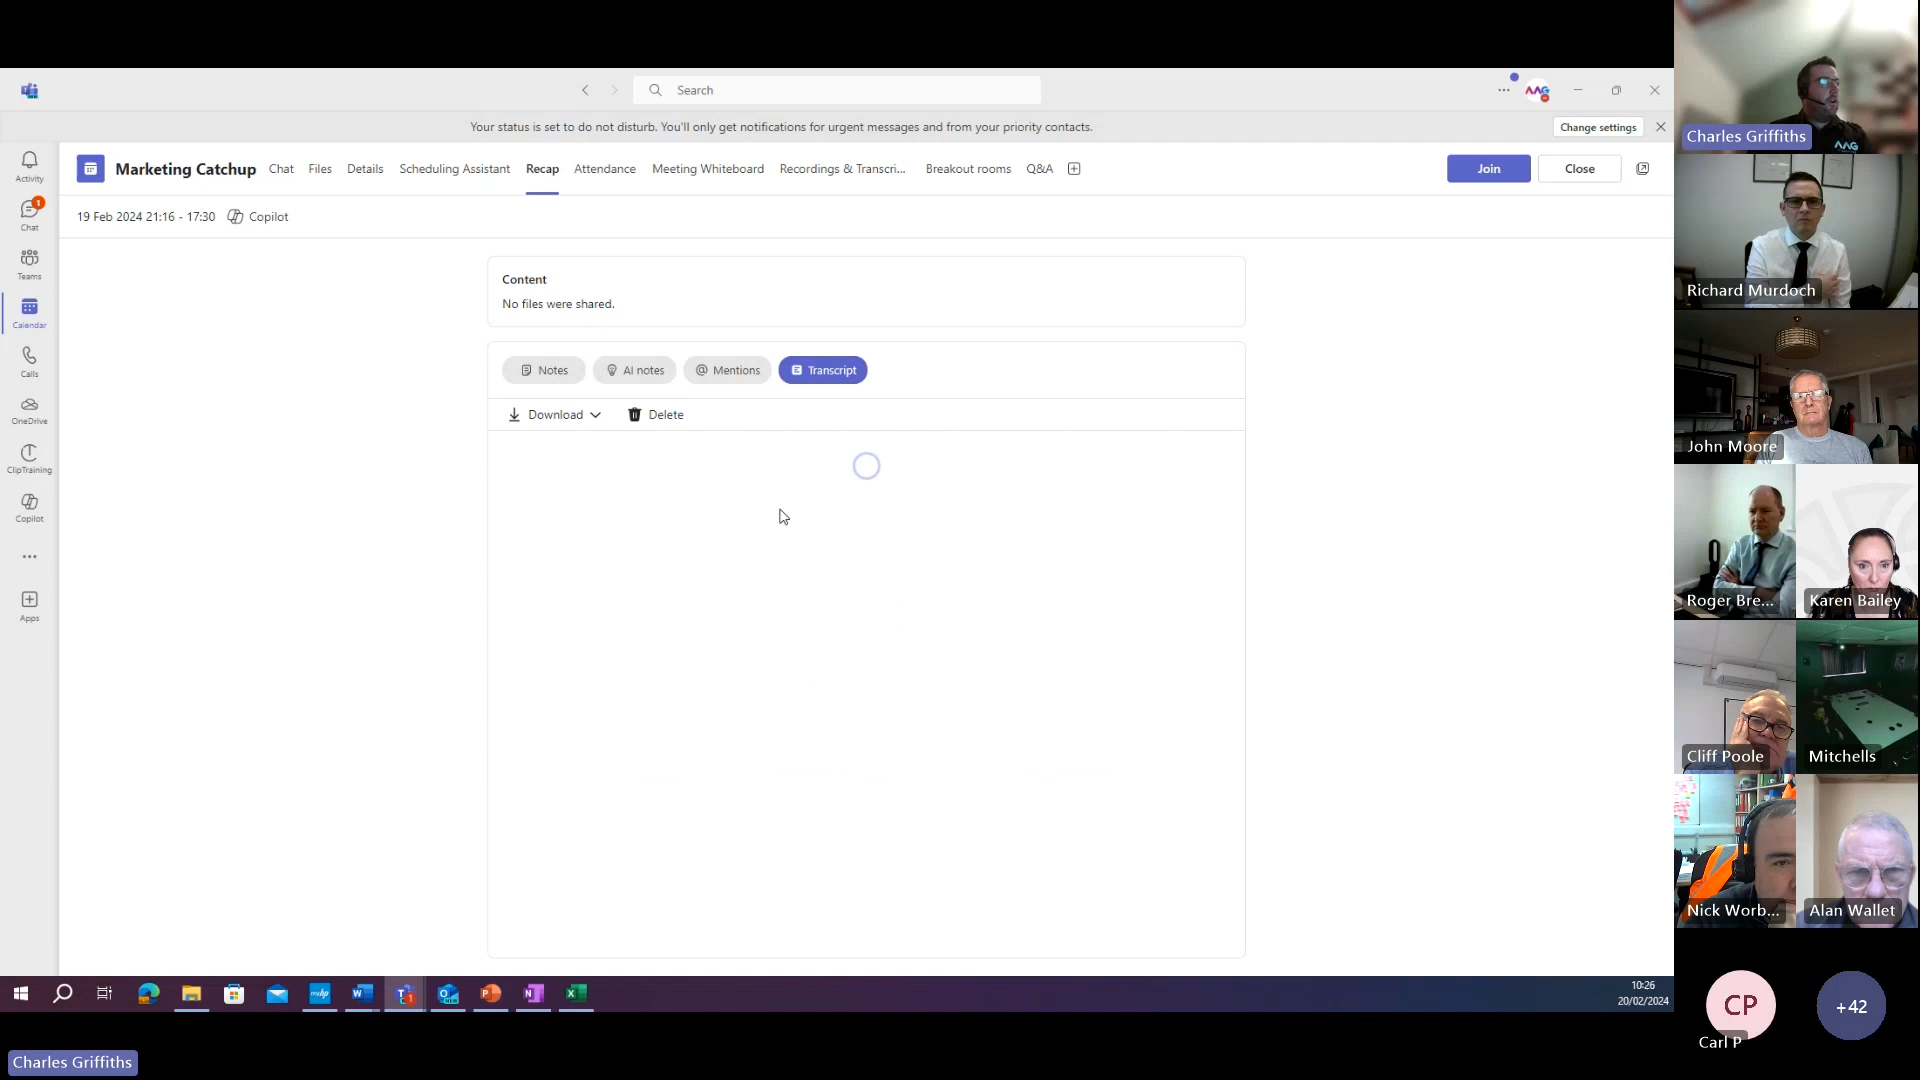 Search
Your status is set to do not disturb. You'll only get notifications for urgent messages and from your priority contacts.
Change settings
Marketing Catchup
Chat
Files
Details
Scheduling Assistant
Recap
Attendance
Meeting Whiteboard
Recordings & Transcri...
Breakout rooms
Q&A
Join
Close
19 Feb 2024 21:16 - 17:30
Copilot
Activity
1
Chat
Teams
Calendar
Calls
OneDrive
ClipTraining
Copilot
Apps
Content
No files were shared.
Notes
AI notes
Mentions
Transcript
Download
Delete
10:26
20/02/2024
Charles Griffiths
Charles Griffiths
AAG
Richard Murdoch
John Moore
Roger Bre...
Karen Bailey
Cliff Poole
Mitchells
Nick Worb...
Alan Wallet
CP
Carl P
+42